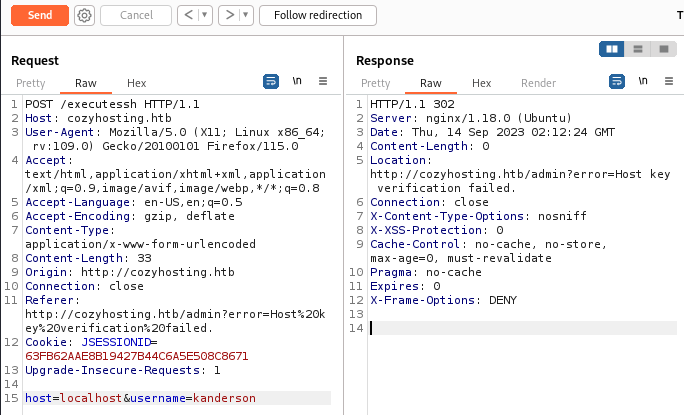 Send Cancel < > Follow redirection T
Request
Pretty Raw Hex \n
1 POST /executessh HTTP/1.1
2 Host: cozyhosting.htb
3 User-Agent: Mozilla/5.0 (X11; Linux x86_64;
rv:109.0) Gecko/20100101 Firefox/115.0
4 Accept:
text/html,application/xhtml+xml,application
/xml;q=0.9,image/avif,image/webp,*/*;q=0.8
5 Accept-Language: en-US,en;q=0.5
6 Accept-Encoding: gzip, deflate
7 Content-Type:
application/x-www-form-urlencoded
8 Content-Length: 33
9 Origin: http://cozyhosting.htb
10 Connection: close
11 Referer:
http://cozyhosting.htb/admin?error=Host%20k
ey%20verification%20failed.
12 Cookie: JSESSIONID=
63FB62AAE8B19427B44C6A5E508C8671
13 Upgrade-Insecure-Requests: 1
14
15 host=localhost&username=kanderson
Response
Pretty Raw Hex Render \n
1 HTTP/1.1 302
2 Server: nginx/1.18.0 (Ubuntu)
3 Date: Thu, 14 Sep 2023 02:12:24 GMT
4 Content-Length: 0
5 Location:
http://cozyhosting.htb/admin?error=Host key
verification failed.
6 Connection: close
7 X-Content-Type-Options: nosniff
8 X-XSS-Protection: 0
9 Cache-Control: no-cache, no-store,
max-age=0, must-revalidate
10 Pragma: no-cache
11 Expires: 0
12 X-Frame-Options: DENY
13
14